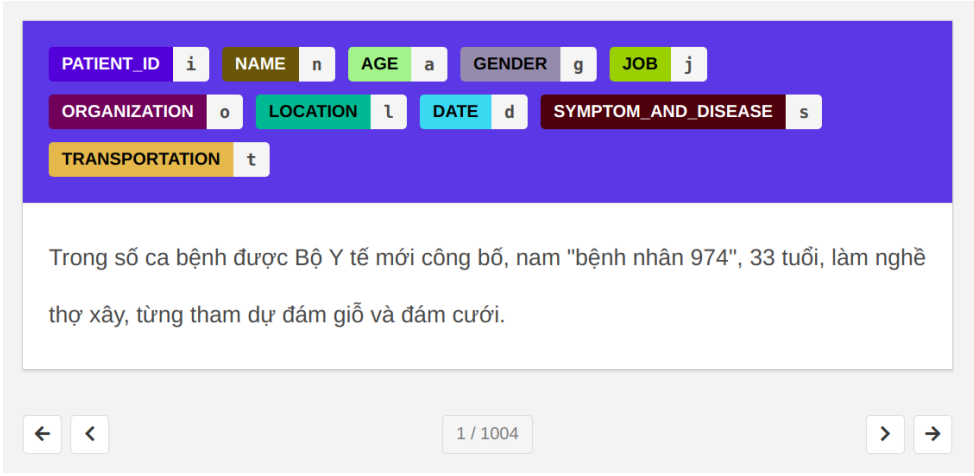 PATIENT_ID i NAME n AGE a GENDER g JOB j
ORGANIZATION o LOCATION l DATE d SYMPTOM_AND_DISEASE s
TRANSPORTATION t
Trong số ca bệnh được Bộ Y tế mới công bố, nam "bệnh nhân 974", 33 tuổi, làm nghề
thợ xây, từng tham dự đám giỗ và đám cưới.
1 / 1004